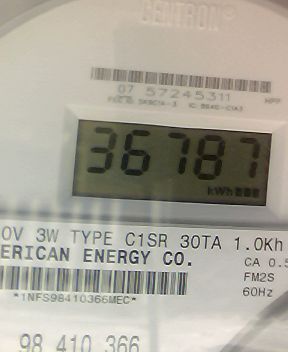 CENTRON®
07 57245311
36787
kWh
0V 3W TYPE C1SR 30TA 1.0Kh
ERICAN ENERGY CO.
CA 0.5
*1NFS98410366MEC*
FM2S
60Hz
98 410 366